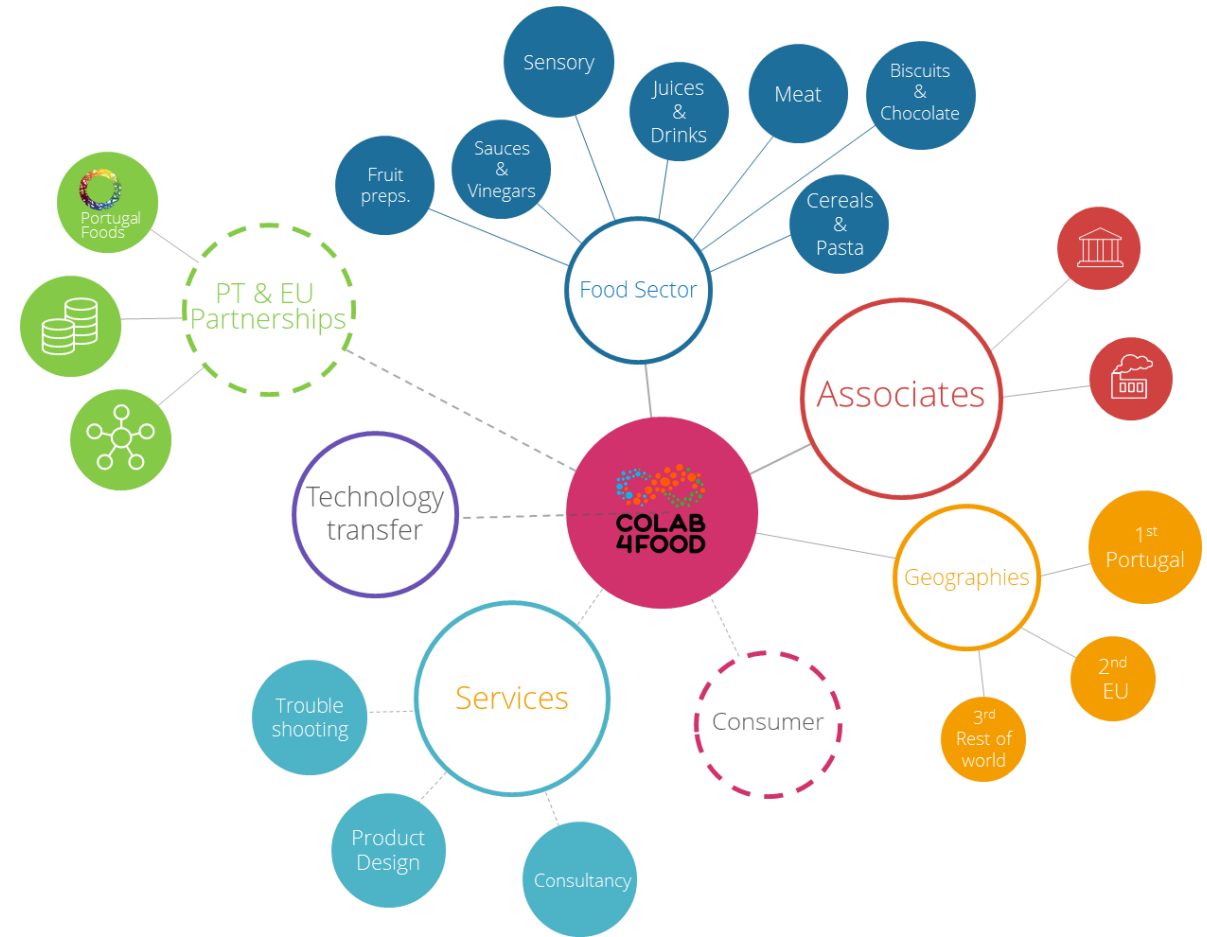 Sensory
Juices
&
Drinks
Meat
Biscuits
&
Chocolate
Fruit
preps.
Sauces
&
Vinegars
Cereals
&
Pasta
Food Sector
Portugal
Foods
PT & EU
Partnerships
Associates
Technology
transfer
COLAB
4FOOD
Geographies
1st
Portugal
2nd
EU
3rd
Rest of
world
Services
Trouble
shooting
Product
Design
Consultancy
Consumer